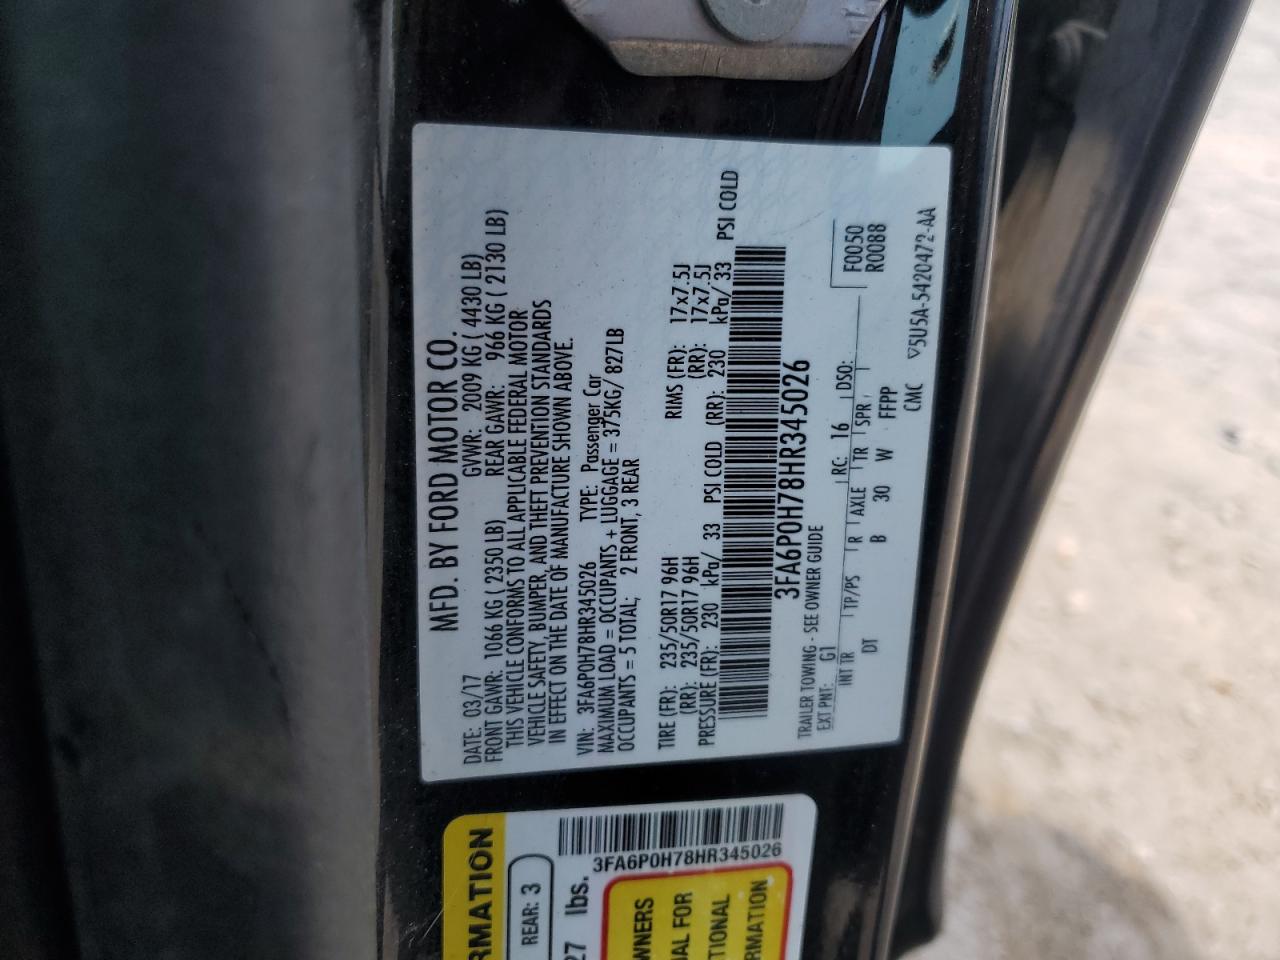 MFD. BY FORD MOTOR CO.
DATE: 03/17 GVWR: 2009 KG ( 4430 LB)
FRONT GAWR: 1066 KG ( 2350 LB) REAR GAWR: 966 KG ( 2130 LB)
THIS VEHICLE CONFORMS TO ALL APPLICABLE FEDERAL MOTOR
VEHICLE SAFETY, BUMPER, AND THEFT PREVENTION STANDARDS
IN EFFECT ON THE DATE OF MANUFACTURE SHOWN ABOVE.
VIN: 3FA6P0H78HR345026 TYPE: Passenger Car
MAXIMUM LOAD = OCCUPANTS + LUGGAGE = 375KG/ 827LB
OCCUPANTS = 5 TOTAL; 2 FRONT, 3 REAR
TIRE (FR): 235/50R17 96H RIMS (FR): 17x7.5J
(RR): 235/50R17 96H (RR): 17x7.5J
PRESSURE (FR): 230 kPa/ 33 PSI COLD (RR): 230 kPa/ 33 PSI COLD
3FA6P0H78HR345026
TRAILER TOWING - SEE OWNER GUIDE
F0050
R0088
EXT PNT: G1 RC: 16 DSO:
INT TR TP/PS R AXLE TR SPR
DT B 30 W FFPP
CMC ▽5U5A-5420472-AA
RMATION
REAR: 3
27 lbs.
3FA6P0H78HR345026
WNERS
AL FOR
TIONAL
RMATION